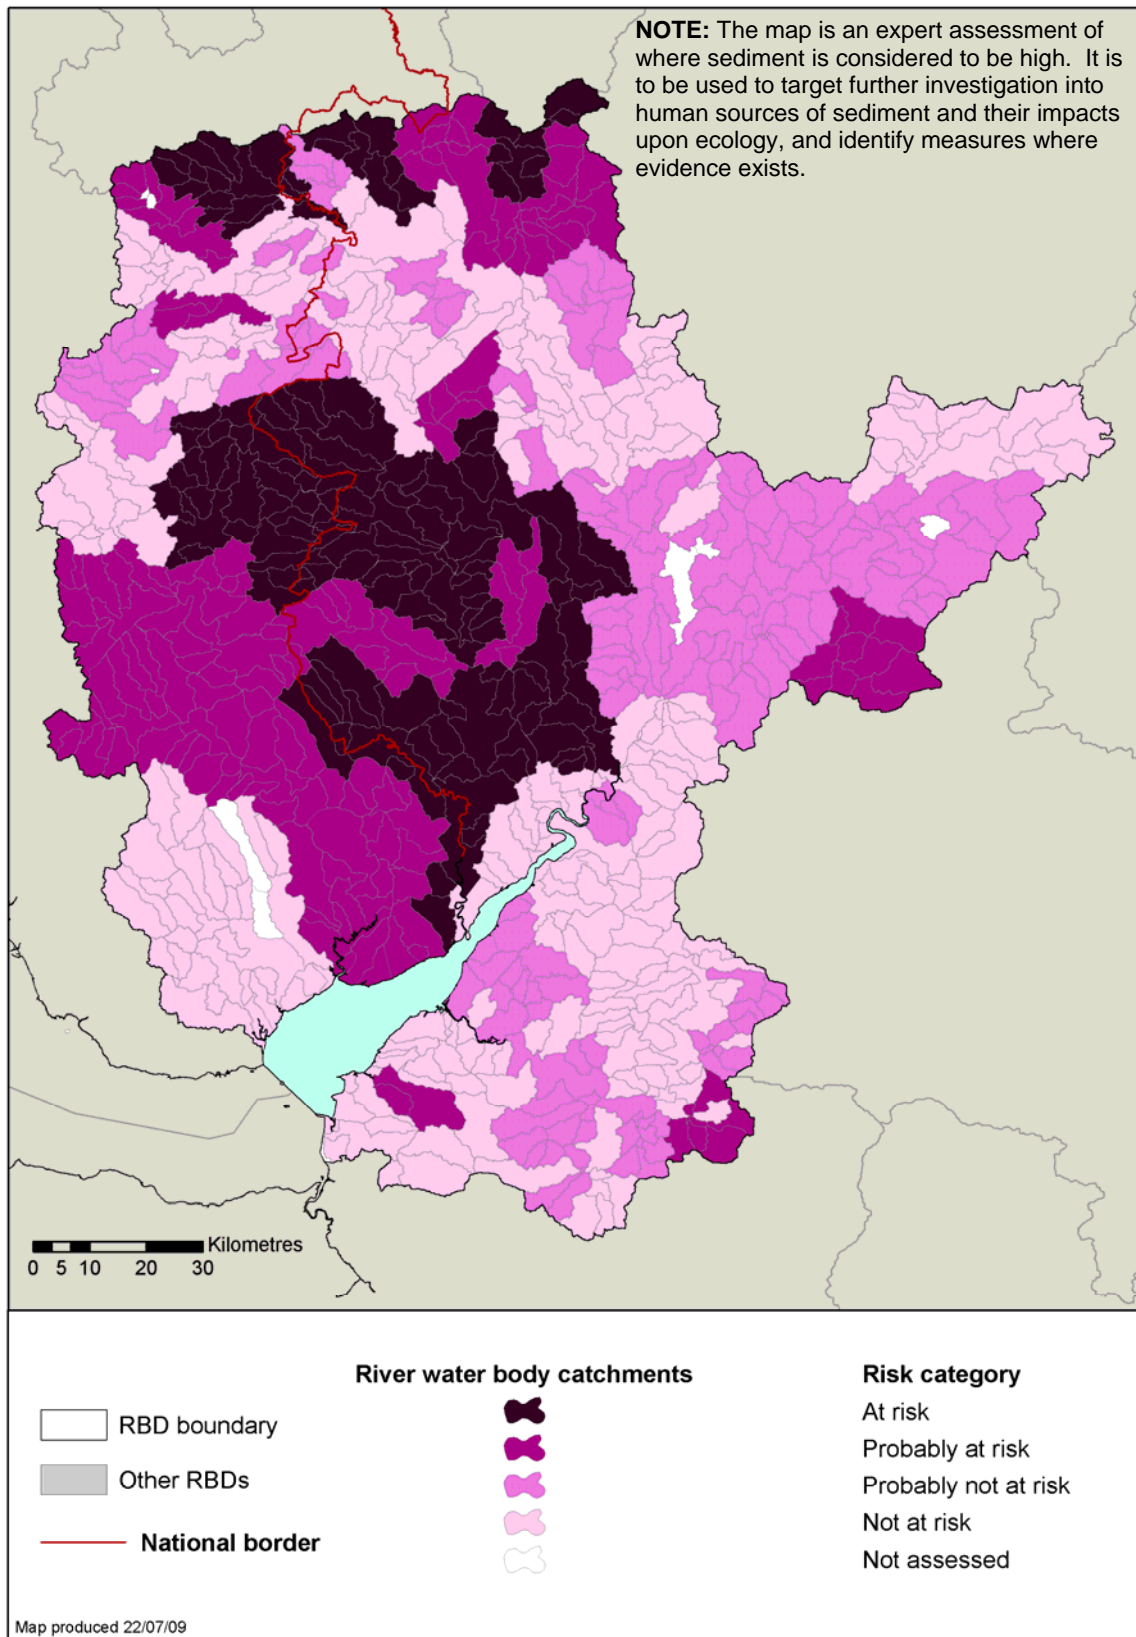 NOTE: The map is an expert assessment of
where sediment is considered to be high. It is
to be used to target further investigation into
human sources of sediment and their impacts
upon ecology, and identify measures where
evidence exists.
Kilometres
0 5 10 20 30
River water body catchments
Risk category
RBD boundary
Other RBDs
National border
At risk
Probably at risk
Probably not at risk
Not at risk
Not assessed
Map produced 22/07/09